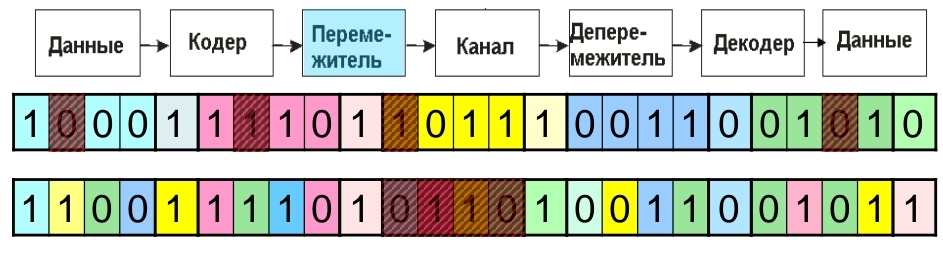 Данные Кодер Переме-житель Канал Депере-межитель Декодер Данные
1 0 0 0 1 1 1 1 0 1 1 0 1 1 1 0 0 1 1 0 0 1 0 1 0
1 1 0 0 1 1 1 1 0 1 0 1 1 0 1 0 0 1 1 0 0 1 0 1 1